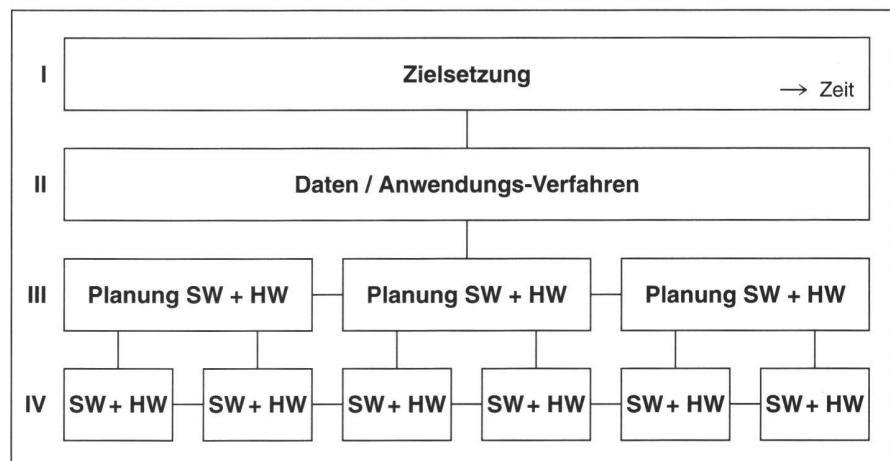 I
Zielsetzung
→ Zeit
II
Daten / Anwendungs-Verfahren
III
Planung SW + HW
Planung SW + HW
Planung SW + HW
IV
SW + HW
SW + HW
SW + HW
SW + HW
SW + HW
SW + HW